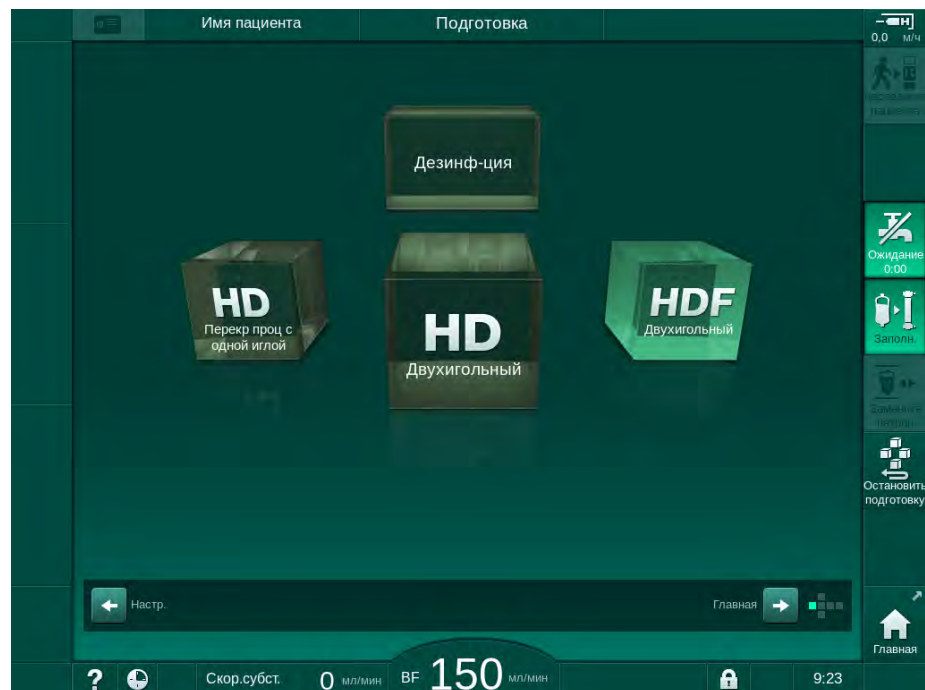 Имя пациента
Подготовка
H
0,0 м/ч
Дезинф-ция
HD
Перекр проц с
одной иглой
HD
Двухигольный
HDF
Двухигольный
Ожидание
0:00
Заполн.
Остановить
подготовку
Настр.
Главная
Главная
?
Скор.субст. 0 мл/мин
BF 150 мл/мин
9:23